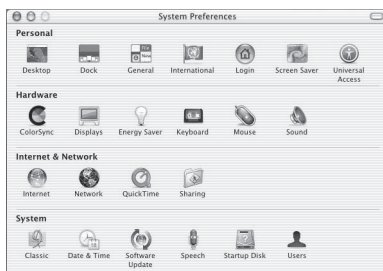 System Preferences
Personal
Desktop Dock General International Login Screen Saver Universal Access
Hardware
ColorSync Displays Energy Saver Keyboard Mouse Sound
Internet & Network
Internet Network QuickTime Sharing
System
Classic Date & Time Software Update Speech Startup Disk Users